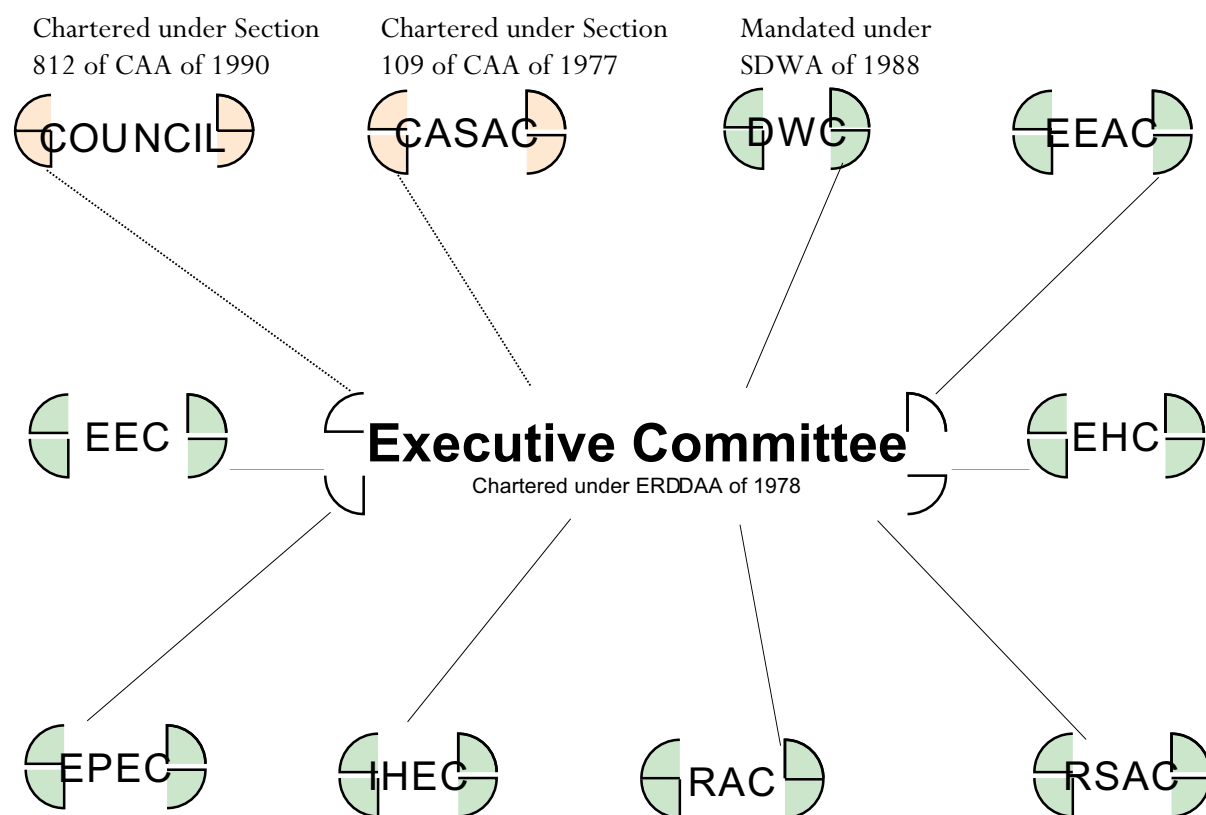 Chartered under Section
812 of CAA of 1990
Chartered under Section
109 of CAA of 1977
Mandated under
SDWA of 1988
COUNCIL
CASAC
DWC
EEAC
EEC
Executive Committee
Chartered under ERDDAA of 1978
EHC
EPEC
IHEC
RAC
RSAC